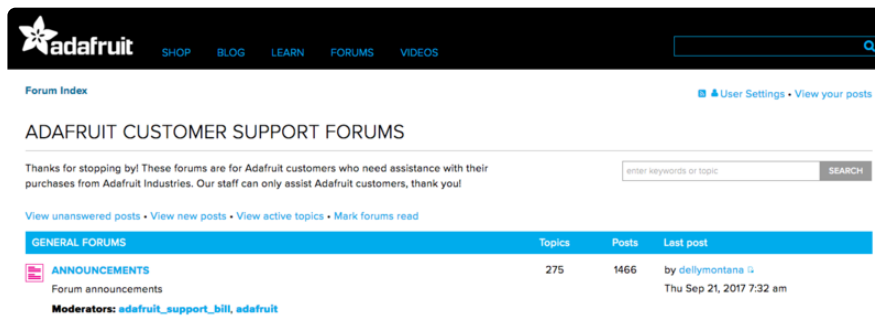 adafruit SHOP BLOG LEARN FORUMS VIDEOS
Forum Index
User Settings • View your posts
ADAFRUIT CUSTOMER SUPPORT FORUMS
Thanks for stopping by! These forums are for Adafruit customers who need assistance with their
purchases from Adafruit Industries. Our staff can only assist Adafruit customers, thank you!
enter keywords or topic SEARCH
View unanswered posts • View new posts • View active topics • Mark forums read
GENERAL FORUMS Topics Posts Last post
ANNOUNCEMENTS 275 1466 by dellymontana
Forum announcements Thu Sep 21, 2017 7:32 am
Moderators: adafruit_support_bill, adafruit